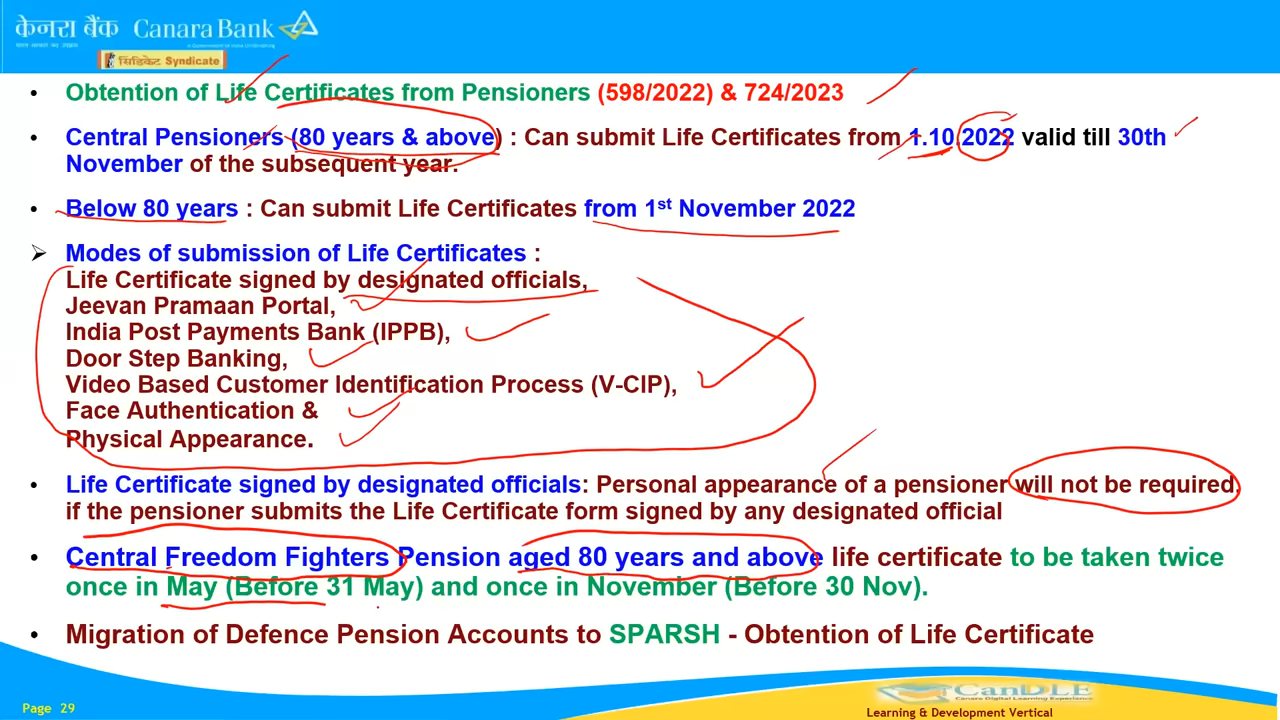 केनरा बैंक Canara Bank
सिंडिकेट Syndicate
• Obtention of Life Certificates from Pensioners (598/2022) & 724/2023
• Central Pensioners (80 years & above) : Can submit Life Certificates from 1.10.2022 valid till 30th
November of the subsequent year.
• Below 80 years : Can submit Life Certificates from 1st November 2022
➢ Modes of submission of Life Certificates :
Life Certificate signed by designated officials,
Jeevan Pramaan Portal,
India Post Payments Bank (IPPB),
Door Step Banking,
Video Based Customer Identification Process (V-CIP),
Face Authentication &
Physical Appearance.
• Life Certificate signed by designated officials: Personal appearance of a pensioner will not be required,
if the pensioner submits the Life Certificate form signed by any designated official
• Central Freedom Fighters Pension aged 80 years and above life certificate to be taken twice
once in May (Before 31 May) and once in November (Before 30 Nov).
• Migration of Defence Pension Accounts to SPARSH - Obtention of Life Certificate
CanDLE
Canara Digital Learning Experience
Page 29
Learning & Development Vertical